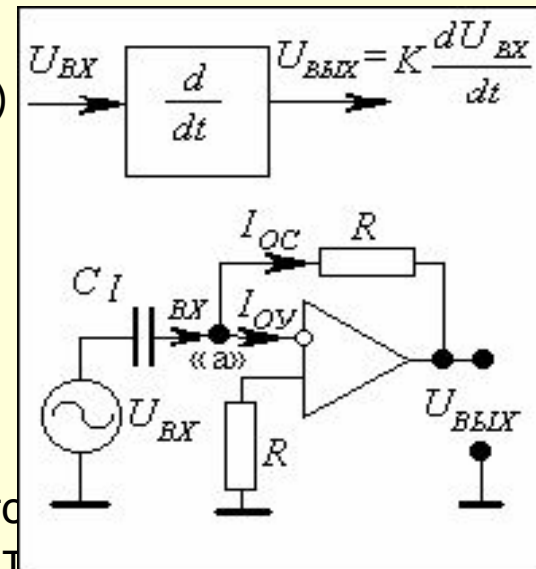 )
U_ВХ d/dt U_ВЫХ = K dU_ВХ/dt
I_ОС R
C I_ВХ I_ОУ
«a»
U_ВХ R U_ВЫХ